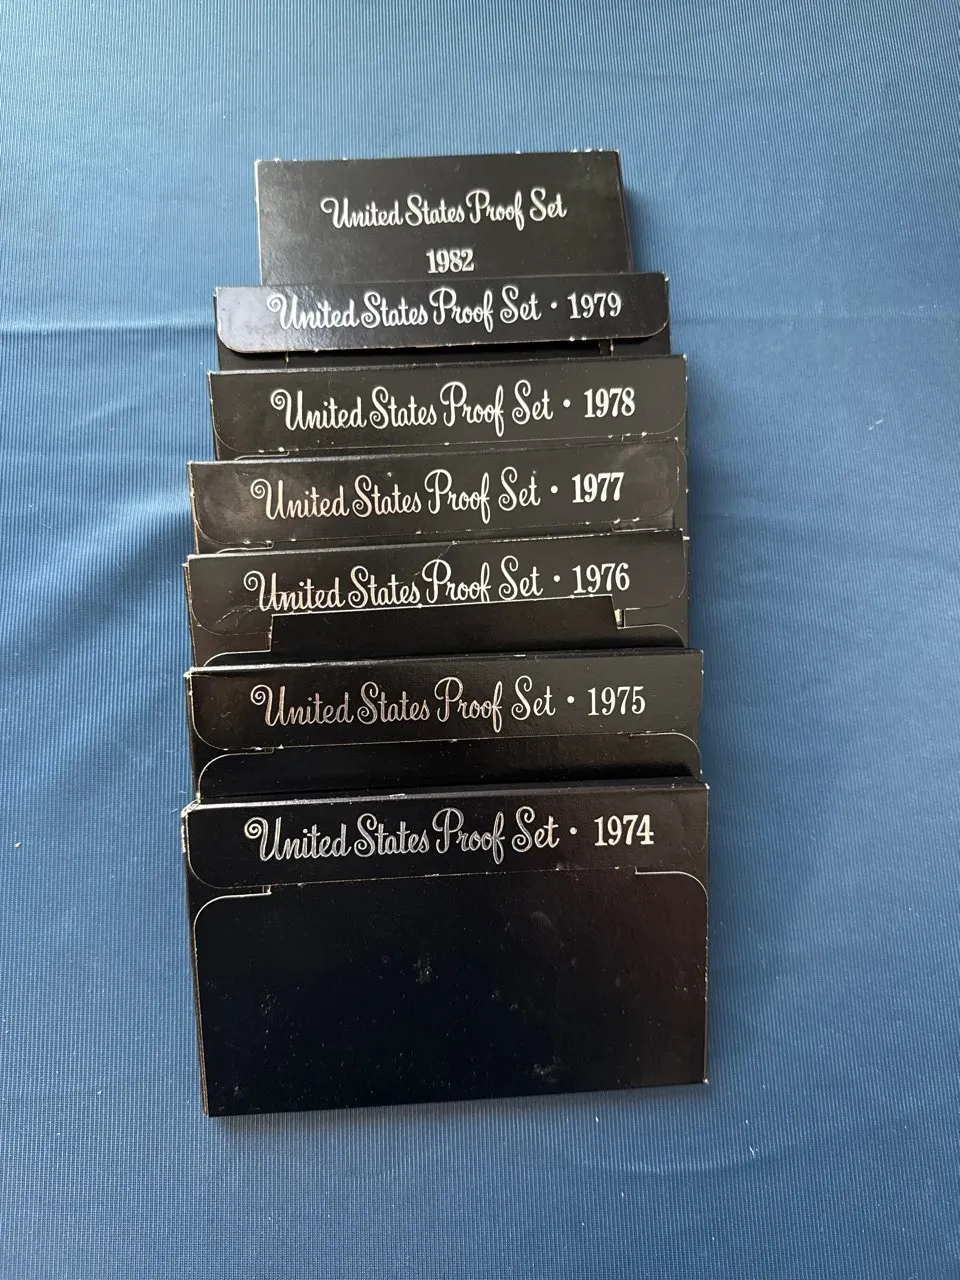 United States Proof Set
1982
United States Proof Set • 1979
United States Proof Set • 1978
United States Proof Set • 1977
United States Proof Set • 1976
United States Proof Set • 1975
United States Proof Set • 1974